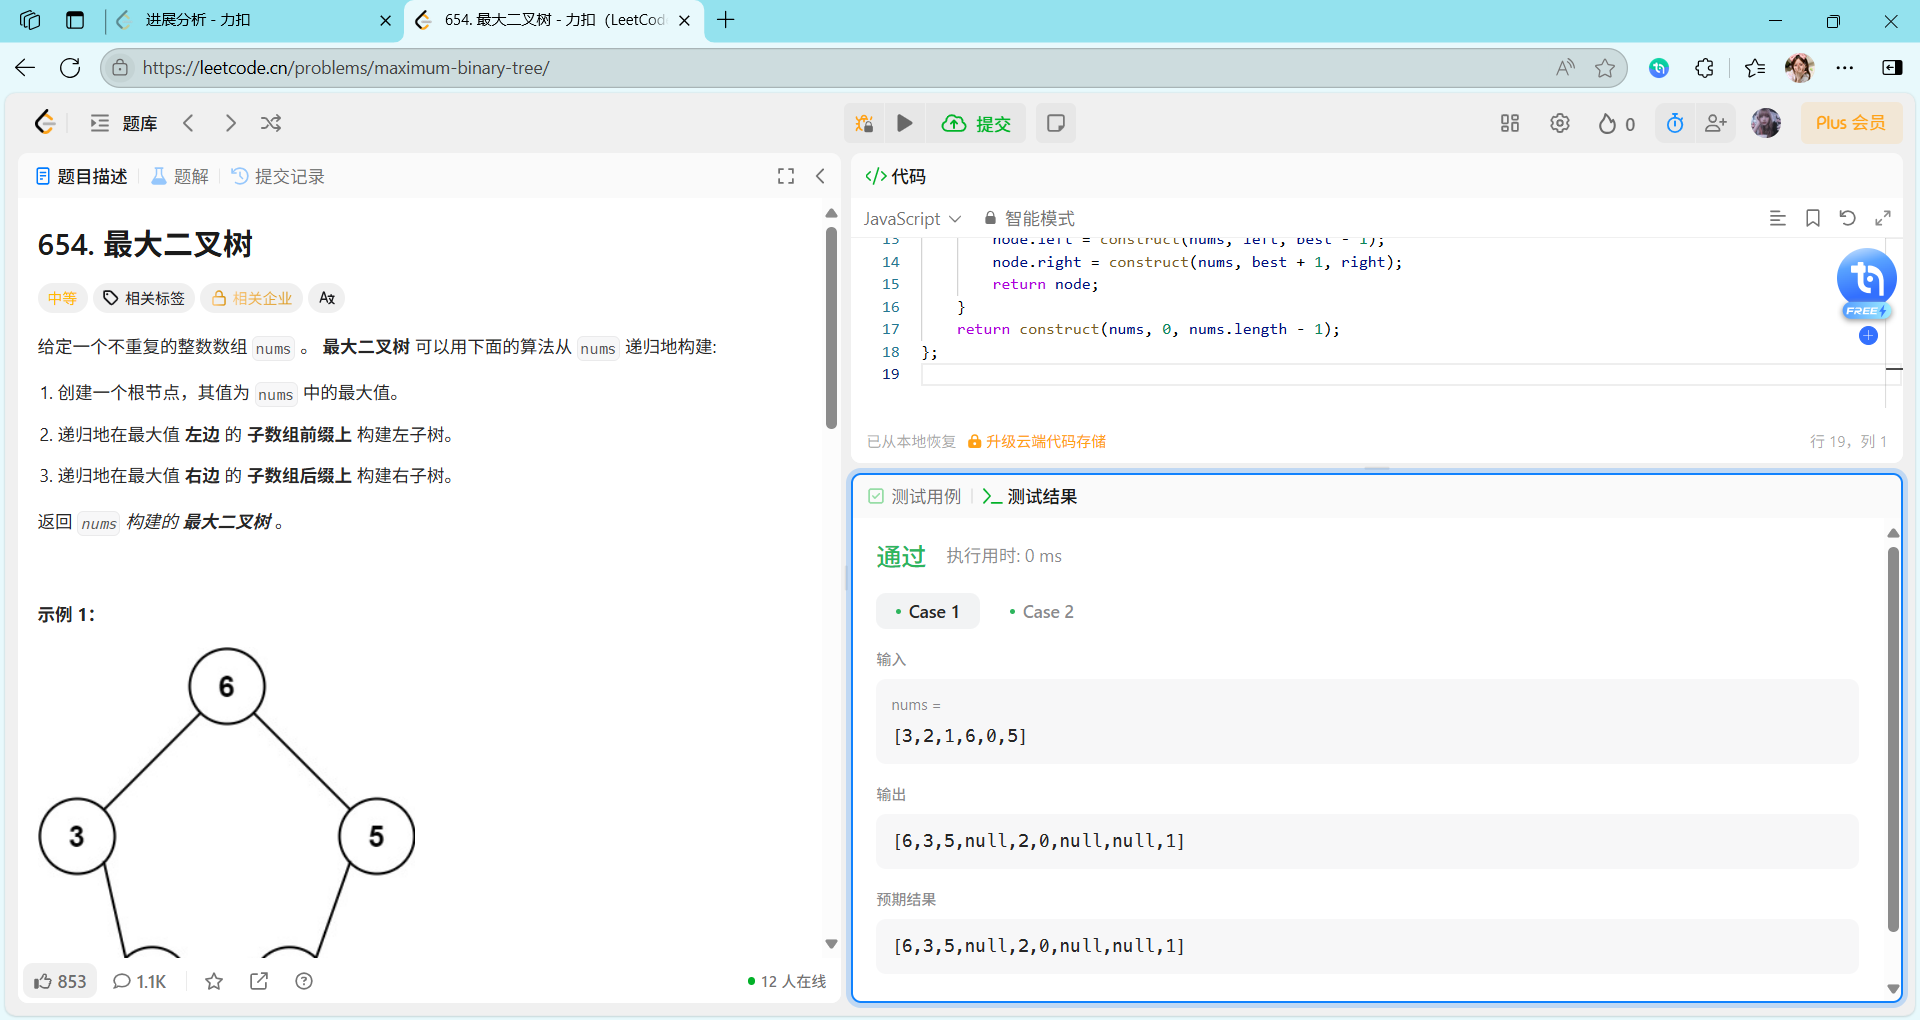 进展分析 - 力扣
654. 最大二叉树 - 力扣（LeetCod
https://leetcode.cn/problems/maximum-binary-tree/
题库
提交
0
Plus 会员
题目描述
题解
提交记录
654. 最大二叉树
中等
相关标签
相关企业
给定一个不重复的整数数组 nums 。 最大二叉树 可以用下面的算法从 nums 递归地构建:
1. 创建一个根节点，其值为 nums 中的最大值。
2. 递归地在最大值 左边 的 子数组前缀上 构建左子树。
3. 递归地在最大值 右边 的 子数组后缀上 构建右子树。
返回 nums 构建的 最大二叉树 。
示例 1：
6
3
5
853
1.1K
12 人在线
代码
JavaScript
智能模式
13 node.left = construct(nums, left, best - 1);
14 node.right = construct(nums, best + 1, right);
15 return node;
16 }
17 return construct(nums, 0, nums.length - 1);
18 };
19
FREE
已从本地恢复
升级云端代码存储
行 19，列 1
测试用例
测试结果
通过
执行用时: 0 ms
Case 1
Case 2
输入
nums =
[3,2,1,6,0,5]
输出
[6,3,5,null,2,0,null,null,1]
预期结果
[6,3,5,null,2,0,null,null,1]